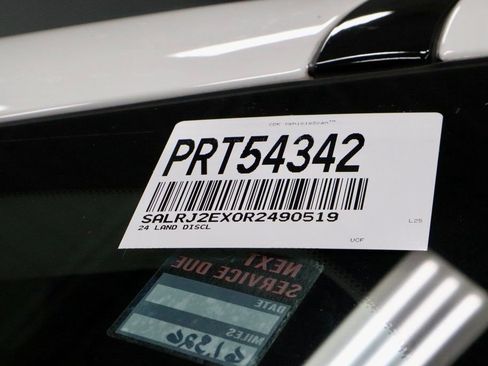 CDK VehicleScan™
PRT54342
SALRJ2EX0R2490519
24 LAND DISCL
L25
UCF
NEXT
SERVICE DUE
DATE
MILES